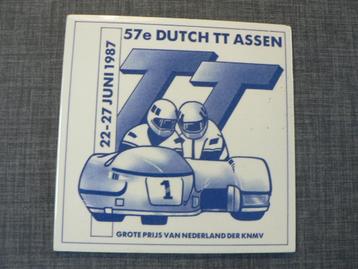 57e DUTCH TT ASSEN
22-27 JUNI 1987
TT
1
GROTE PRIJS VAN NEDERLAND DER KNMV